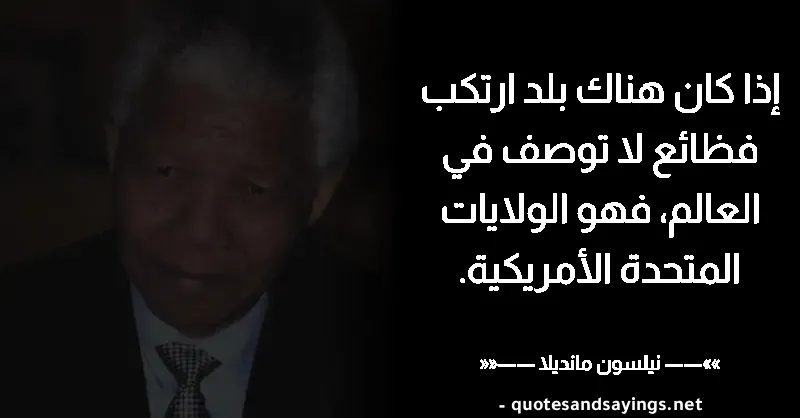 إذا كان هناك بلد ارتكب
فظائع لا توصف في
العالم، فهو الولايات
المتحدة الأمريكية.
»»—— نيلسون مانديلا ——««
- quotesandsayings.net